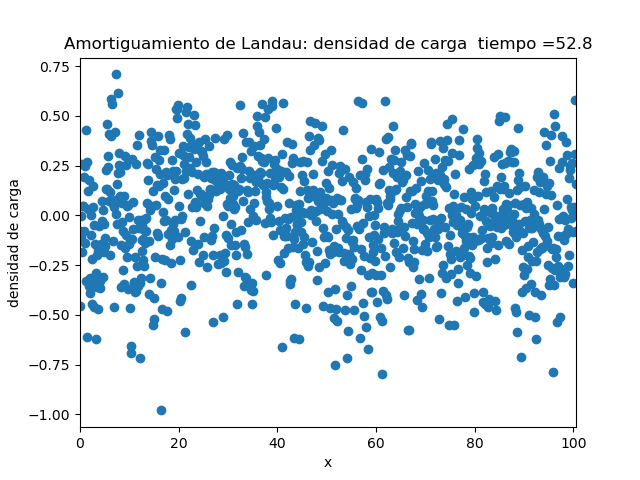 Amortiguamiento de Landau: densidad de carga  tiempo =52.8
0.75
0.50
0.25
0.00
−0.25
−0.50
−0.75
−1.00
densidad de carga
0 20 40 60 80 100
x